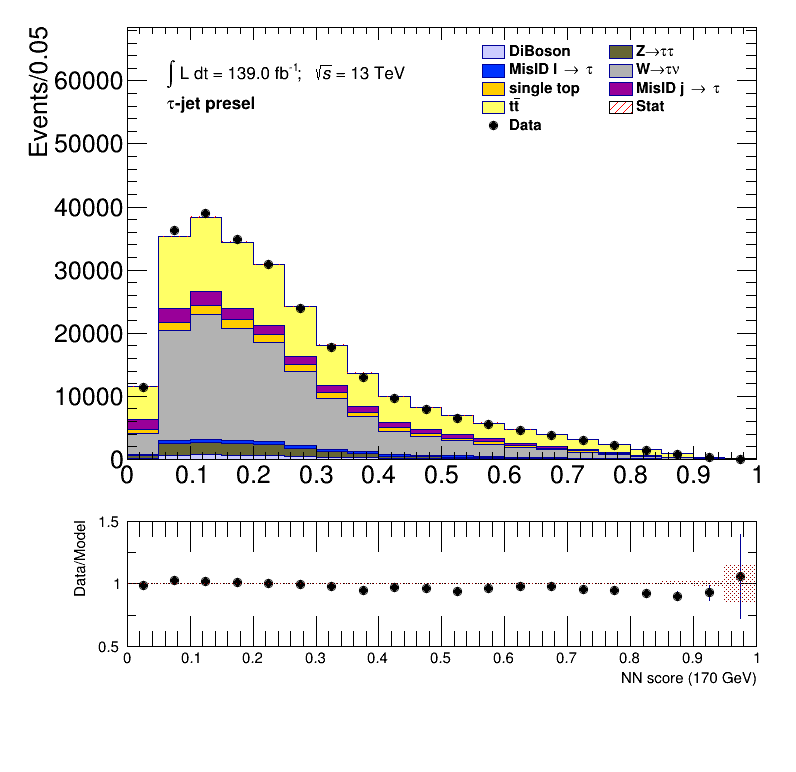 Events/0.05
60000
50000
40000
30000
20000
10000
0
∫ L dt = 139.0 fb⁻¹; √s = 13 TeV
τ-jet presel
DiBoson
MisID l → τ
single top
tt̄
Data
Z→ττ
W→τν
MisID j → τ
Stat
0 0.1 0.2 0.3 0.4 0.5 0.6 0.7 0.8 0.9 1
Data/Model
1.5
1
0.5
0 0.1 0.2 0.3 0.4 0.5 0.6 0.7 0.8 0.9 1
NN score (170 GeV)